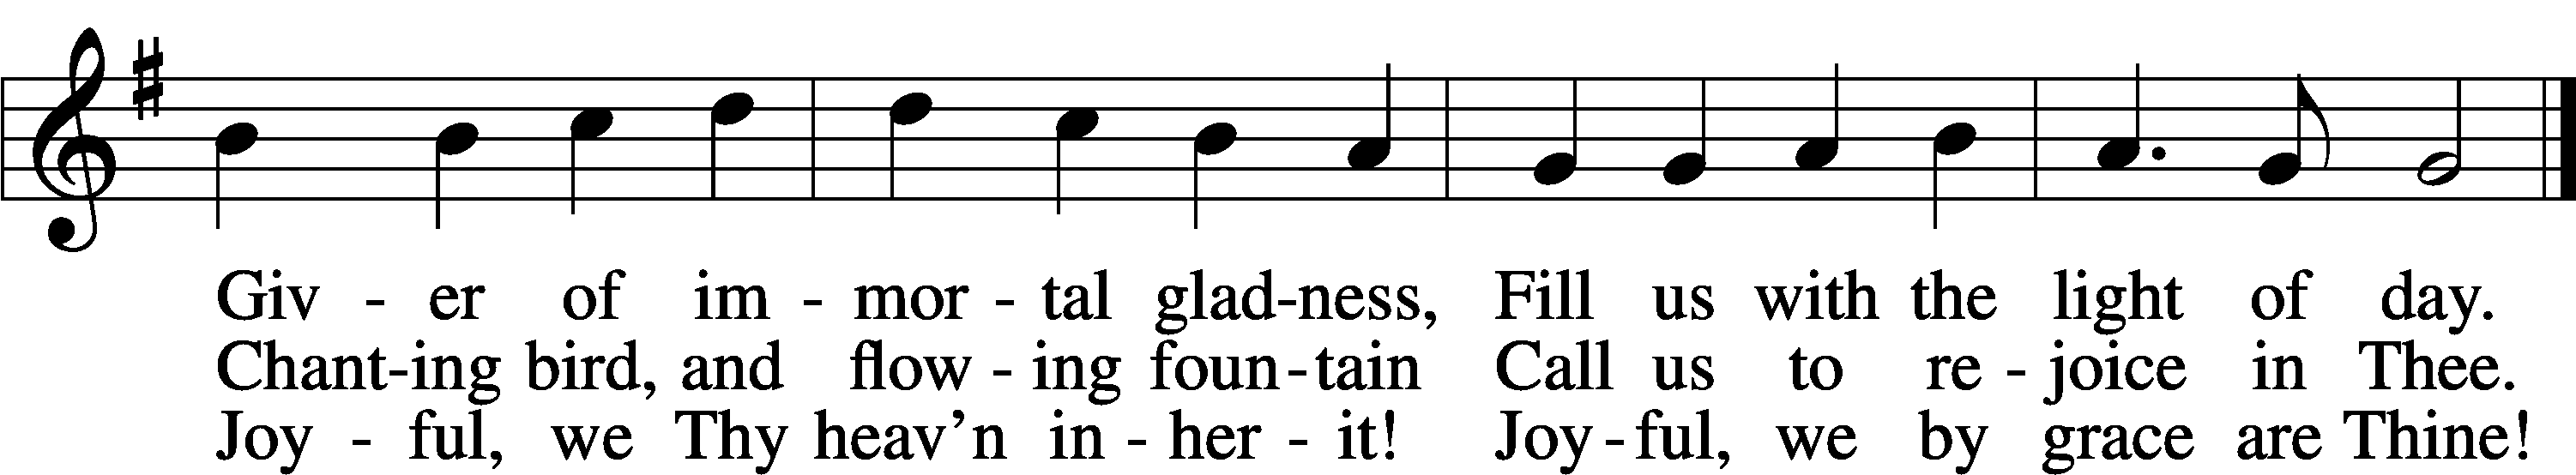 Giv - er of im - mor - tal glad-ness, Fill us with the light of day.
Chant-ing bird, and flow - ing foun-tain Call us to re - joice in Thee.
Joy - ful, we Thy heav’n in - her - it! Joy-ful, we by grace are Thine!